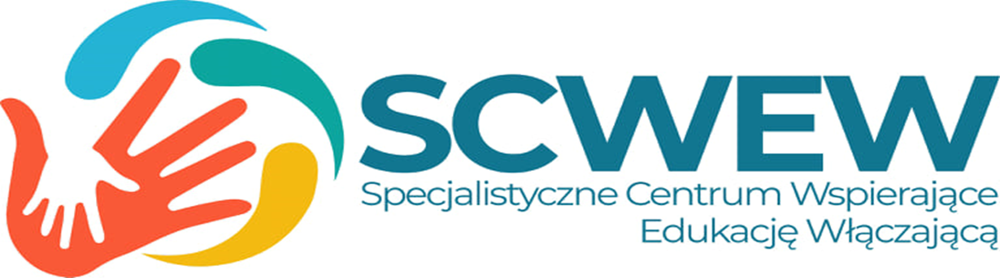 SCWEW
Specjalistyczne Centrum Wspierające
Edukację Włączającą